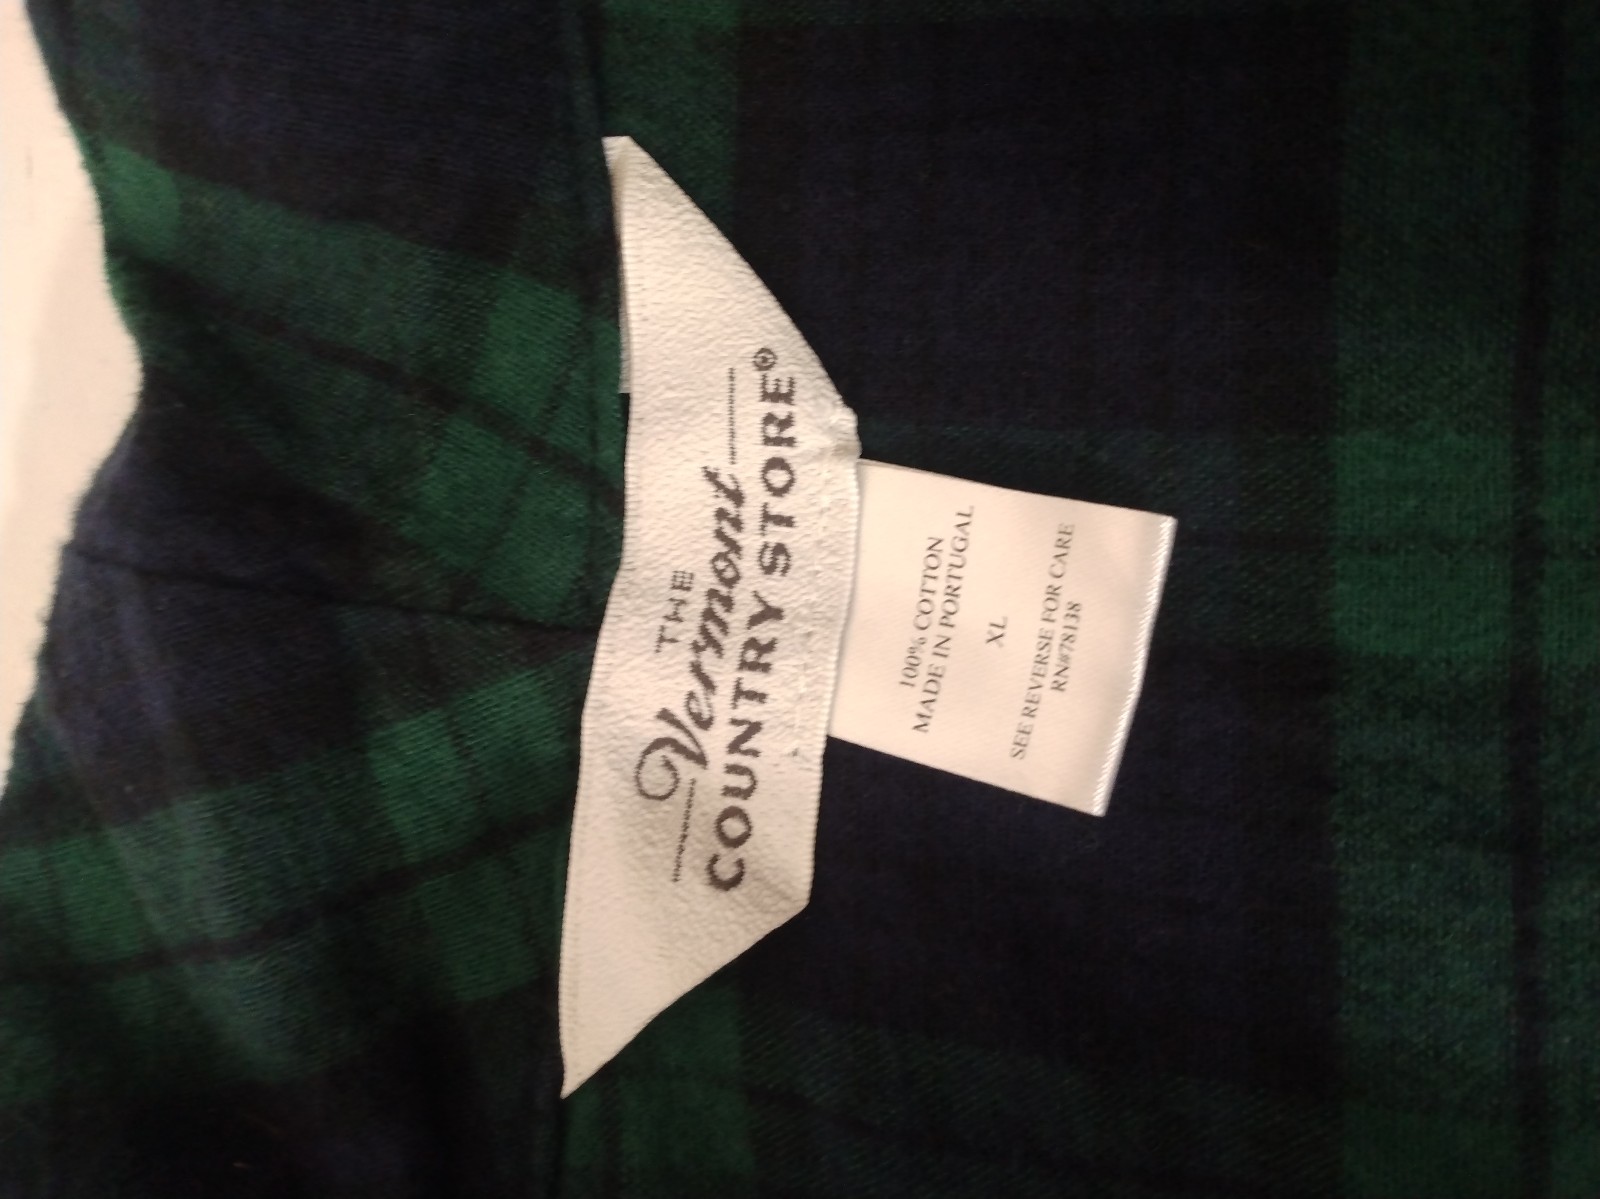 THE
Vermont
COUNTRY STORE®
100% COTTON
MADE IN PORTUGAL
XL
SEE REVERSE FOR CARE
RN#78138